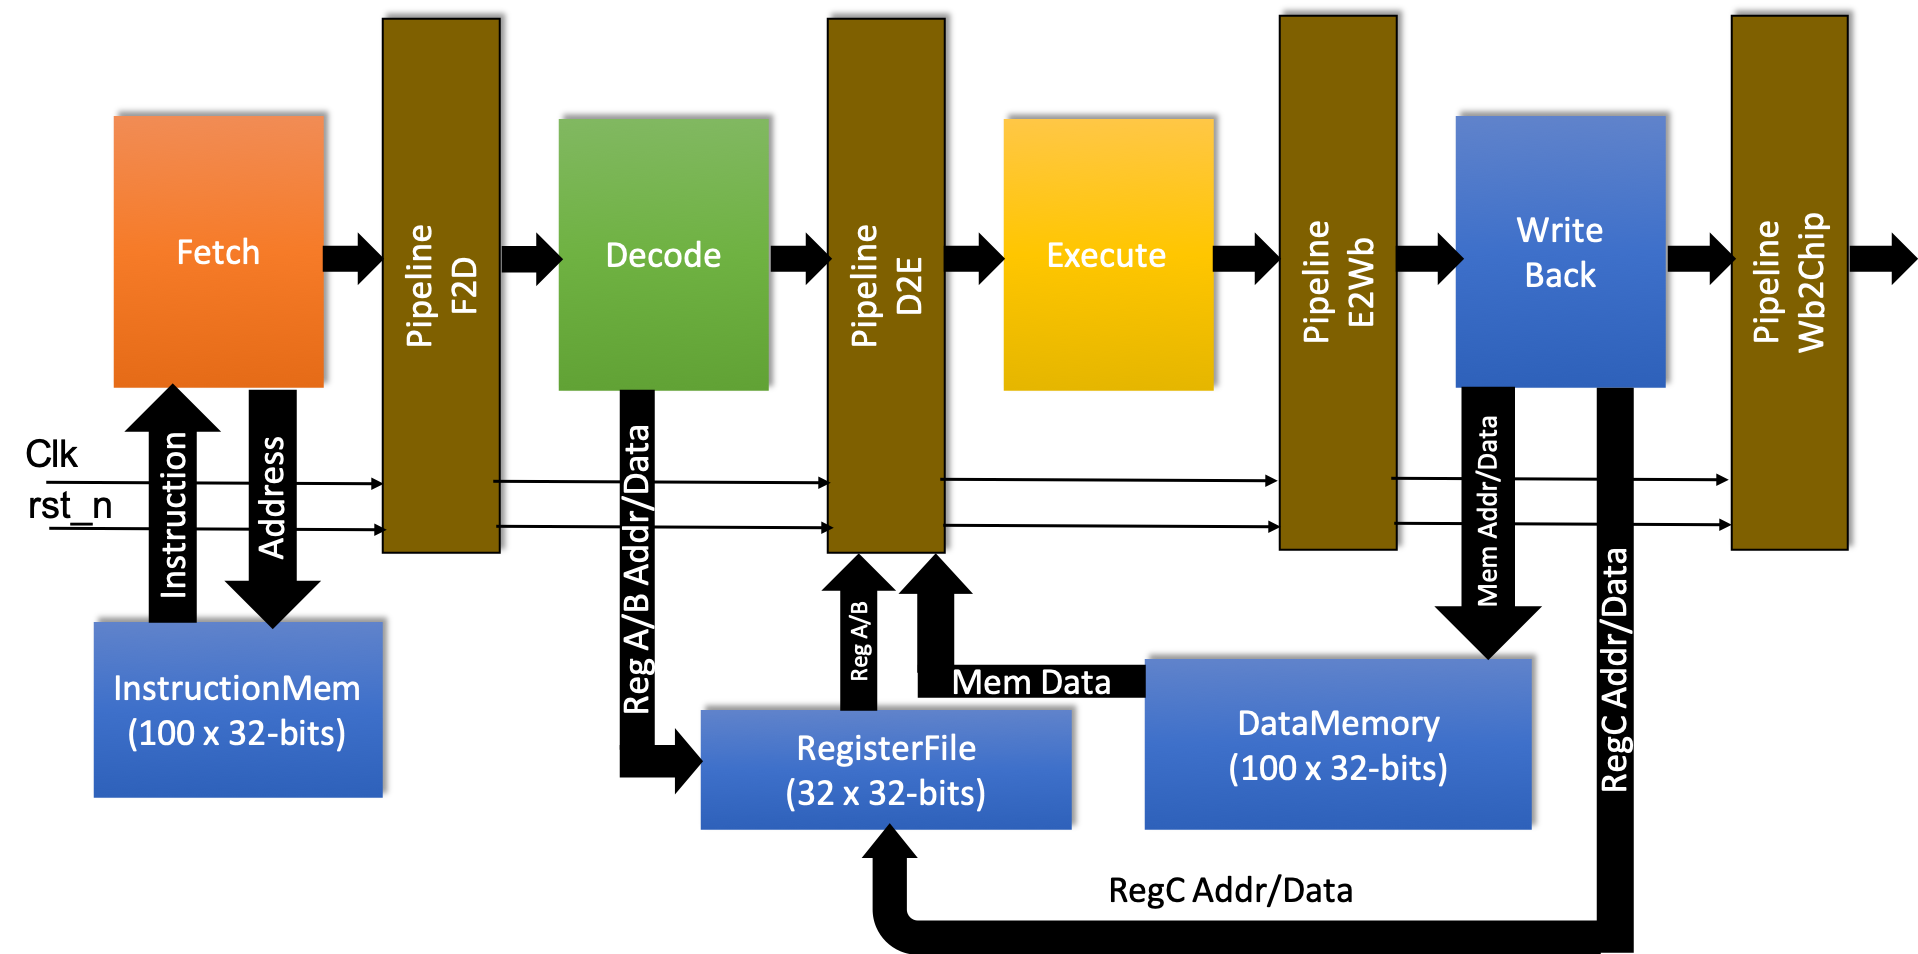 Fetch
Pipeline
F2D
Decode
Pipeline
D2E
Execute
Pipeline
E2Wb
Write
Back
Pipeline
Wb2Chip
Clk
rst_n
Instruction
Address
Reg A/B Addr/Data
Reg A/B
Mem Data
Mem Addr/Data
RegC Addr/Data
InstructionMem
(100 x 32-bits)
RegisterFile
(32 x 32-bits)
DataMemory
(100 x 32-bits)
RegC Addr/Data